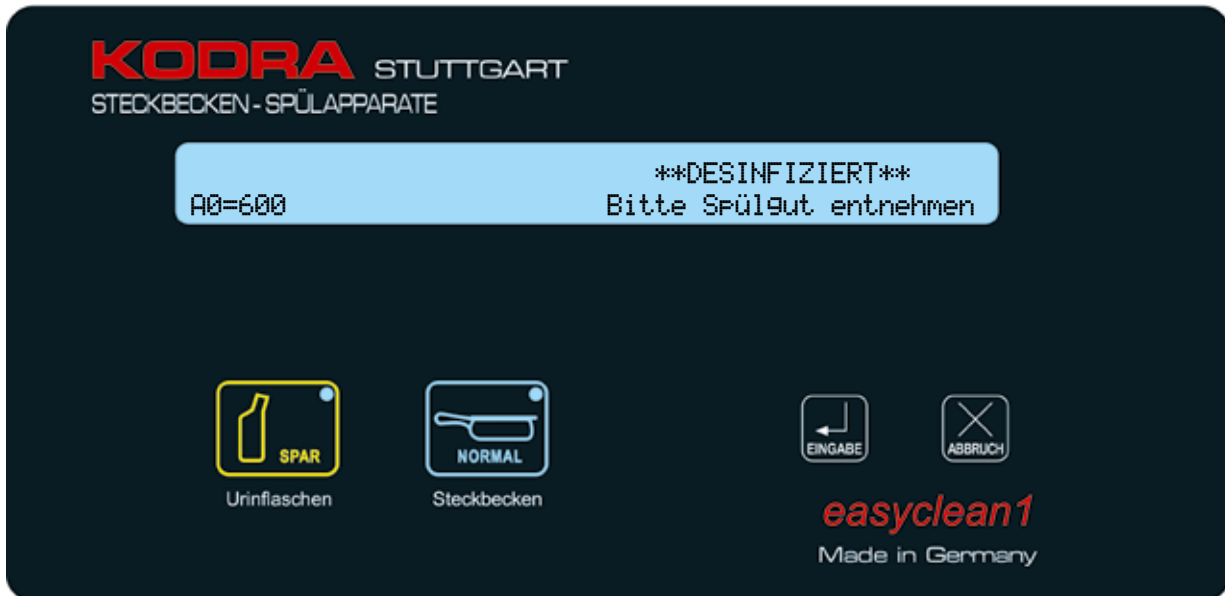 KODRA STUTTGART
STECKBECKEN - SPÜLAPPARATE
**DESINFIZIERT**
A0=600 Bitte Spülgut entnehmen
SPAR
NORMAL
EINGABE
ABBRUCH
Urinflaschen
Steckbecken
easyclean1
Made in Germany